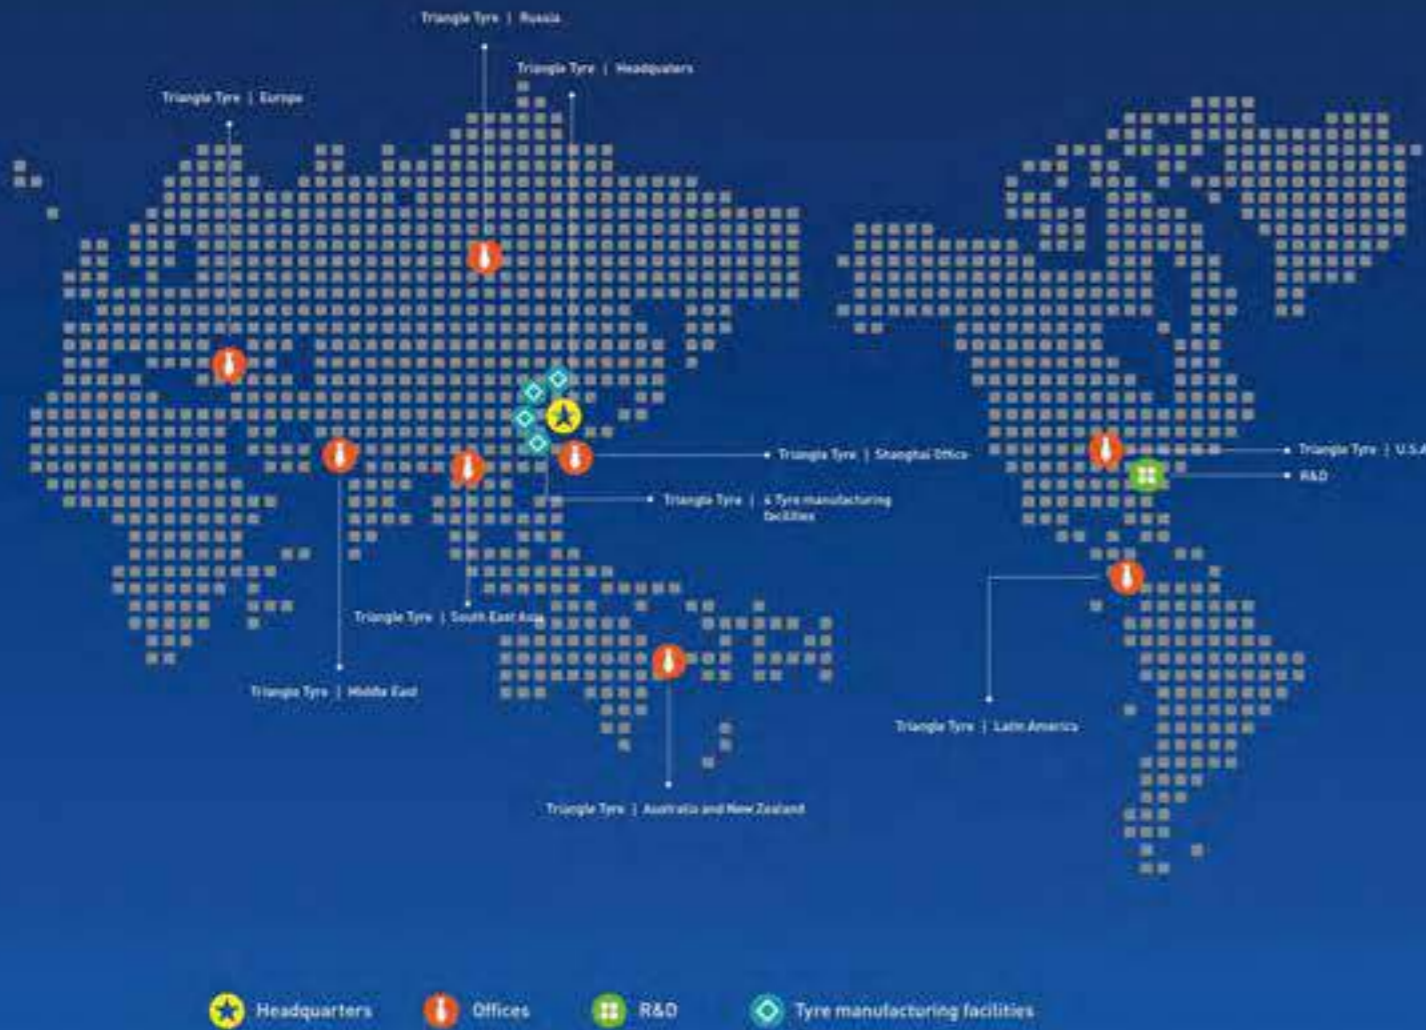 Triangle Tyre | Russia
Triangle Tyre | Headquaters
Triangle Tyre | Europe
Triangle Tyre | Shanghai Office
Triangle Tyre | U.S.A
R&D
Triangle Tyre | 4 Tyre manufacturing
facilities
Triangle Tyre | South East Asia
Triangle Tyre | Middle East
Triangle Tyre | Latin America
Triangle Tyre | Australia and New Zealand
Headquarters
Offices
R&D
Tyre manufacturing facilities